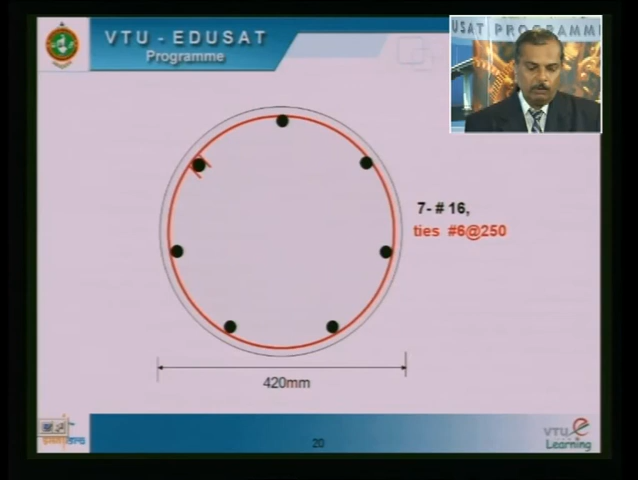 VTU - EDUSAT
Programme
USAT PROGRAMM
7- # 16,
ties #6@250
420mm
20
VTU e
Learning